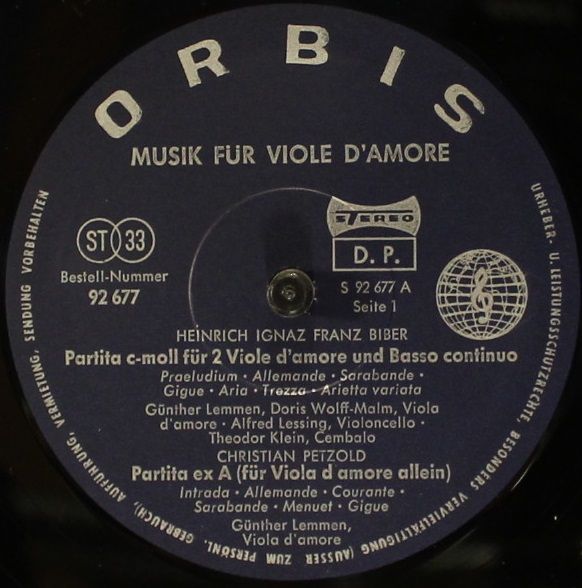 ORBIS
MUSIK FÜR VIOLE D'AMORE
ST 33
Bestell-Nummer
92 677
STEREO
D. P.
S 92 677 A
Seite 1
HEINRICH IGNAZ FRANZ BIBER
Partita c-moll für 2 Viole d'amore und Basso continuo
Praeludium · Allemande · Sarabande ·
Gigue · Aria · Trezza · Arietta variata
Günther Lemmen, Doris Wolff-Malm, Viola
d'amore · Alfred Lessing, Violoncello ·
Theodor Klein, Cembalo
CHRISTIAN PETZOLD
Partita ex A (für Viola d amore allein)
Intrada · Allemande · Courante ·
Sarabande · Menuet · Gigue
Günther Lemmen,
Viola d'amore
URHEBER- U. LEISTUNGSSCHUTZRECHTE, BESONDERS VERVIELFÄLTIGUNG (AUSSER ZUM PERSÖNL. GEBRAUCH), AUFFÜHRUNG, VERMIETUNG, SENDUNG VORBEHALTEN